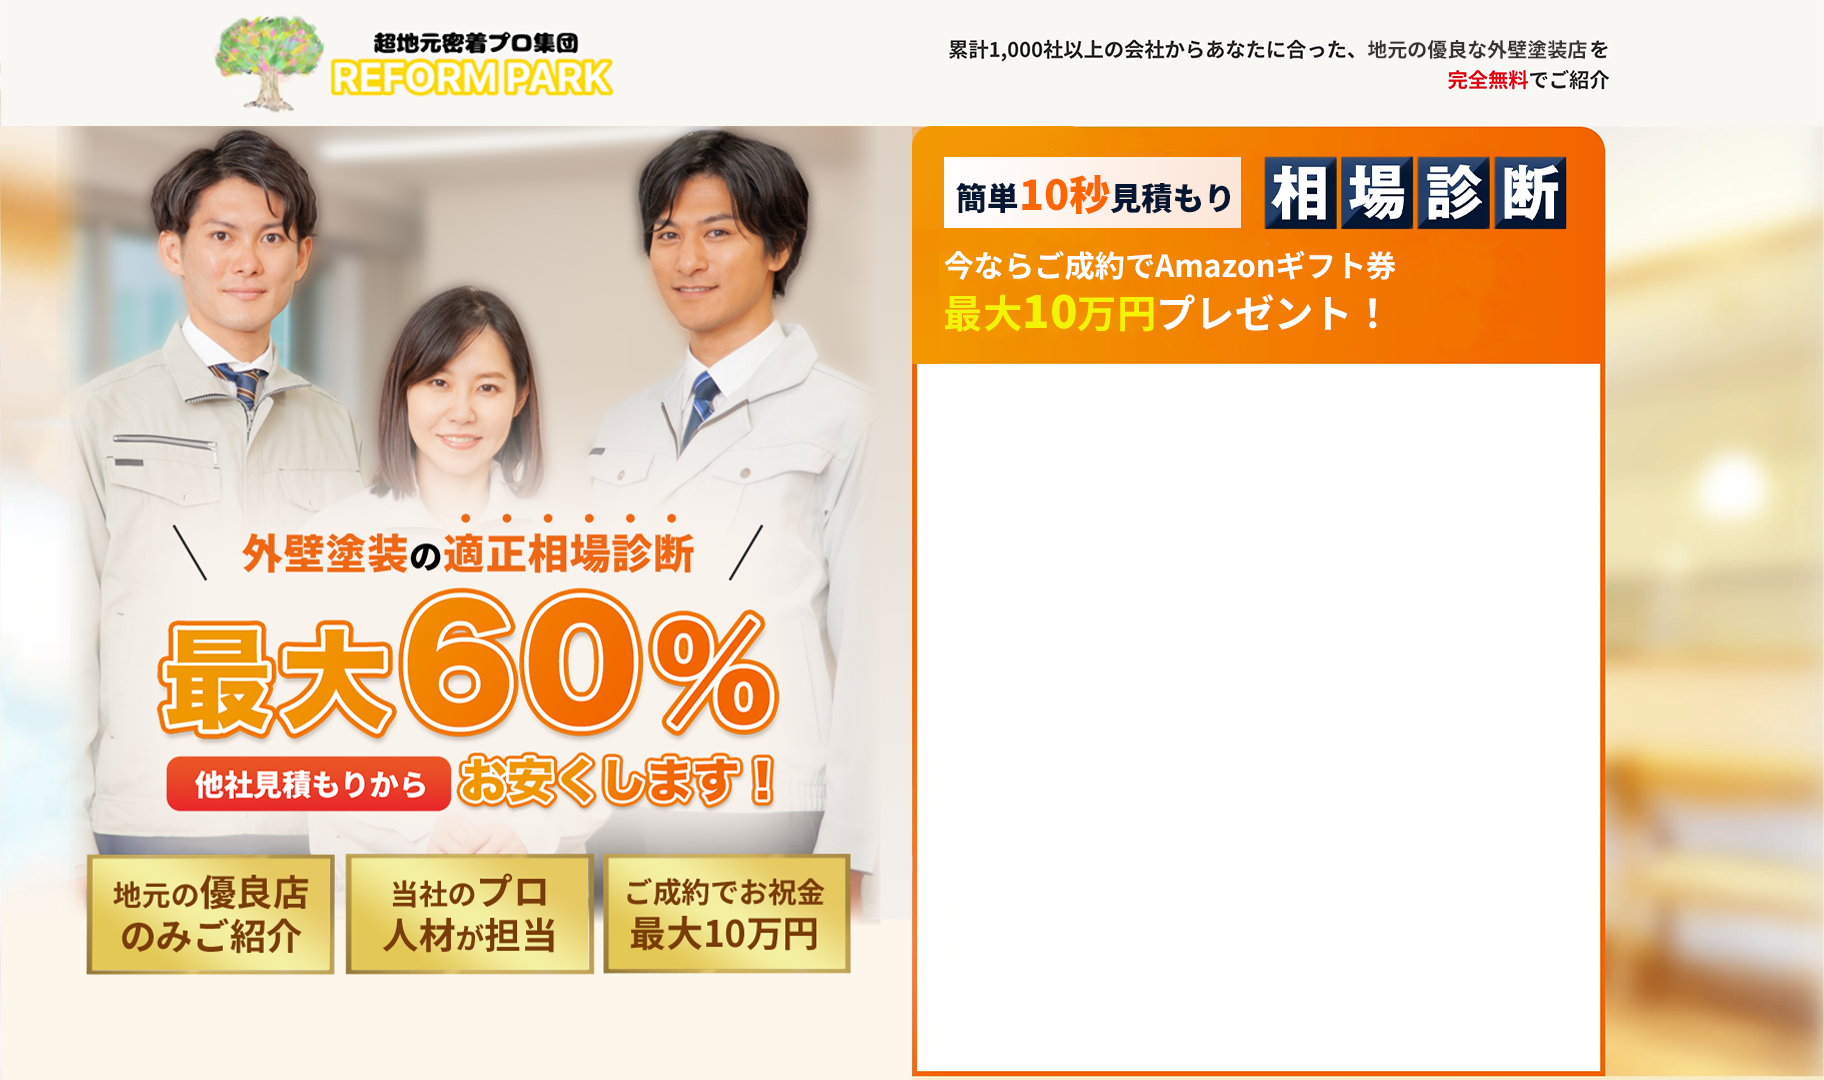 超地元密着プロ集団
REFORM PARK
累計1,000社以上の会社からあなたに合った、地元の優良な外壁塗装店を
完全無料でご紹介
外壁塗装の適正相場診断
最大60%
他社見積もりから お安くします！
地元の優良店
のみご紹介
当社のプロ
人材が担当
ご成約でお祝金
最大10万円
簡単10秒見積もり 相場診断
今ならご成約でAmazonギフト券
最大10万円プレゼント！